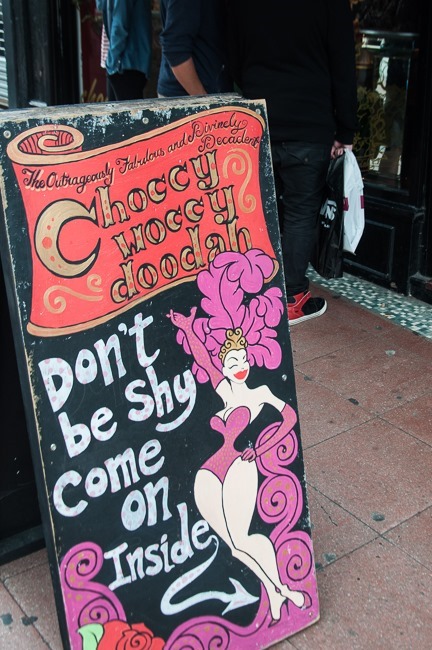 The Outrageously Fabulous and Divinely Decadent
Choccy
woccy
doodah
Don't
be Shy
Come
on
Inside